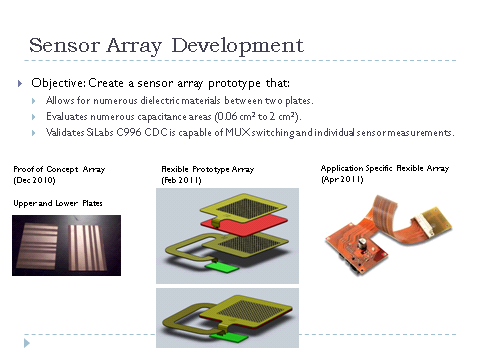 Sensor Array Development
Objective: Create a sensor array prototype that:
Allows for numerous dielectric materials between two plates.
Evaluates numerous capacitance areas (0.06 cm² to 2 cm²).
Validates SiLabs C996 CDC is capable of MUX switching and individual sensor measurements.
Proof of Concept Array
(Dec 2010)
Upper and Lower Plates
Flexible Prototype Array
(Feb 2011)
Application Specific Flexible Array
(Apr 2011)